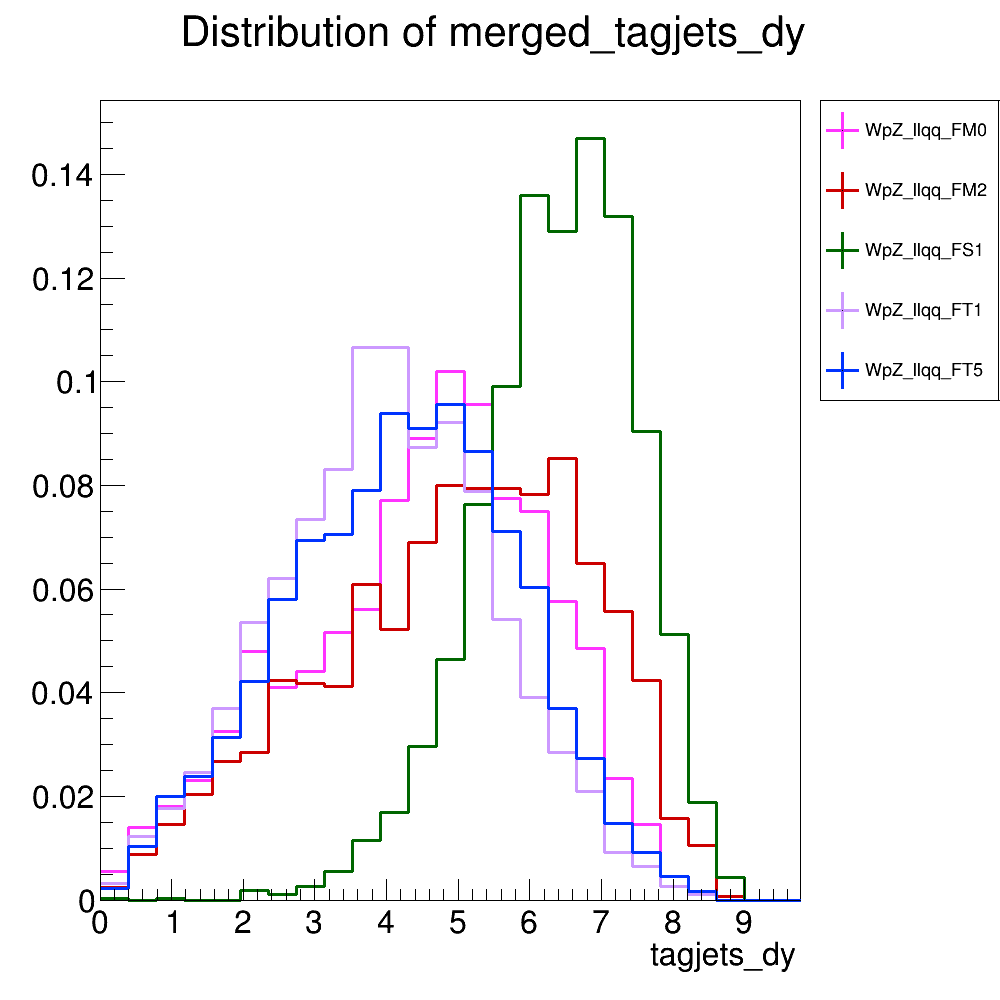 Distribution of merged_tagjets_dy
WpZ_llqq_FM0
WpZ_llqq_FM2
WpZ_llqq_FS1
WpZ_llqq_FT1
WpZ_llqq_FT5
0.14
0.12
0.1
0.08
0.06
0.04
0.02
0
0 1 2 3 4 5 6 7 8 9
tagjets_dy